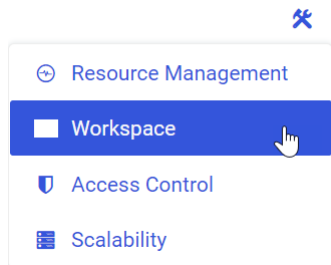 Resource Management
Workspace
Access Control
Scalability